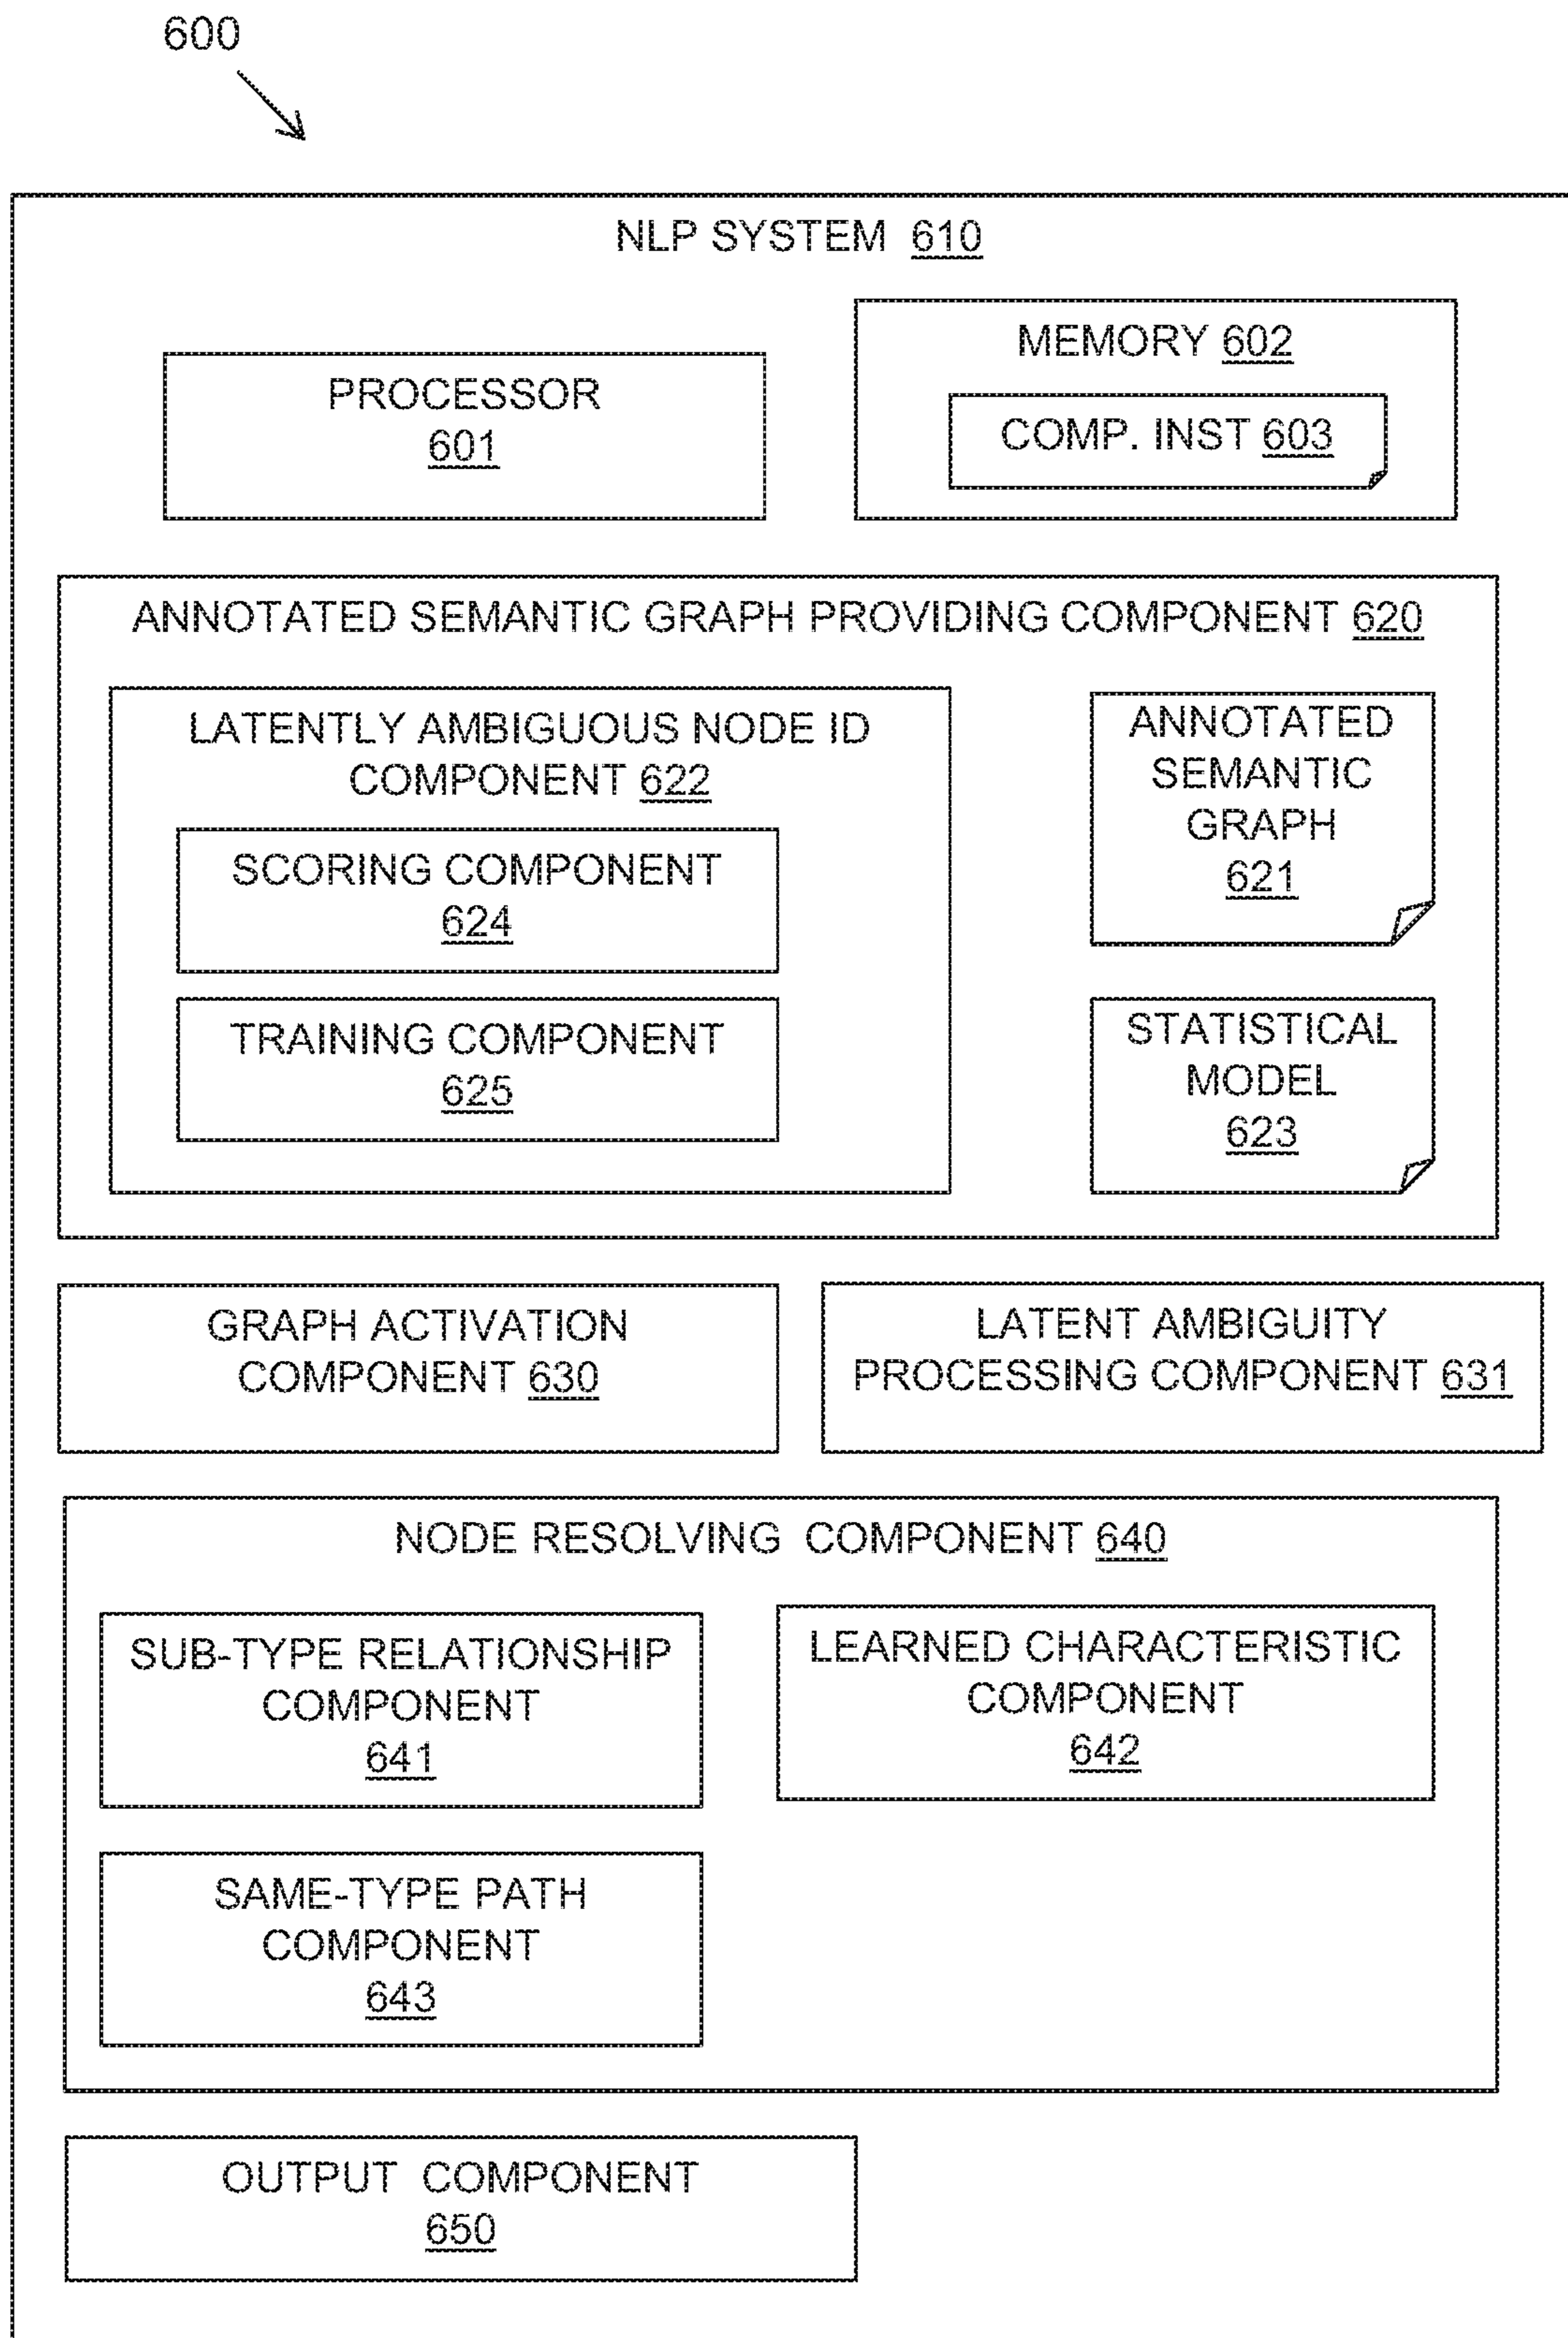 600
NLP SYSTEM 610
PROCESSOR
601
MEMORY 602
COMP. INST 603
ANNOTATED SEMANTIC GRAPH PROVIDING COMPONENT 620
LATENTLY AMBIGUOUS NODE ID
COMPONENT 622
SCORING COMPONENT
624
TRAINING COMPONENT
625
ANNOTATED
SEMANTIC
GRAPH
621
STATISTICAL
MODEL
623
GRAPH ACTIVATION
COMPONENT 630
LATENT AMBIGUITY
PROCESSING COMPONENT 631
NODE RESOLVING COMPONENT 640
SUB-TYPE RELATIONSHIP
COMPONENT
641
LEARNED CHARACTERISTIC
COMPONENT
642
SAME-TYPE PATH
COMPONENT
643
OUTPUT COMPONENT
650